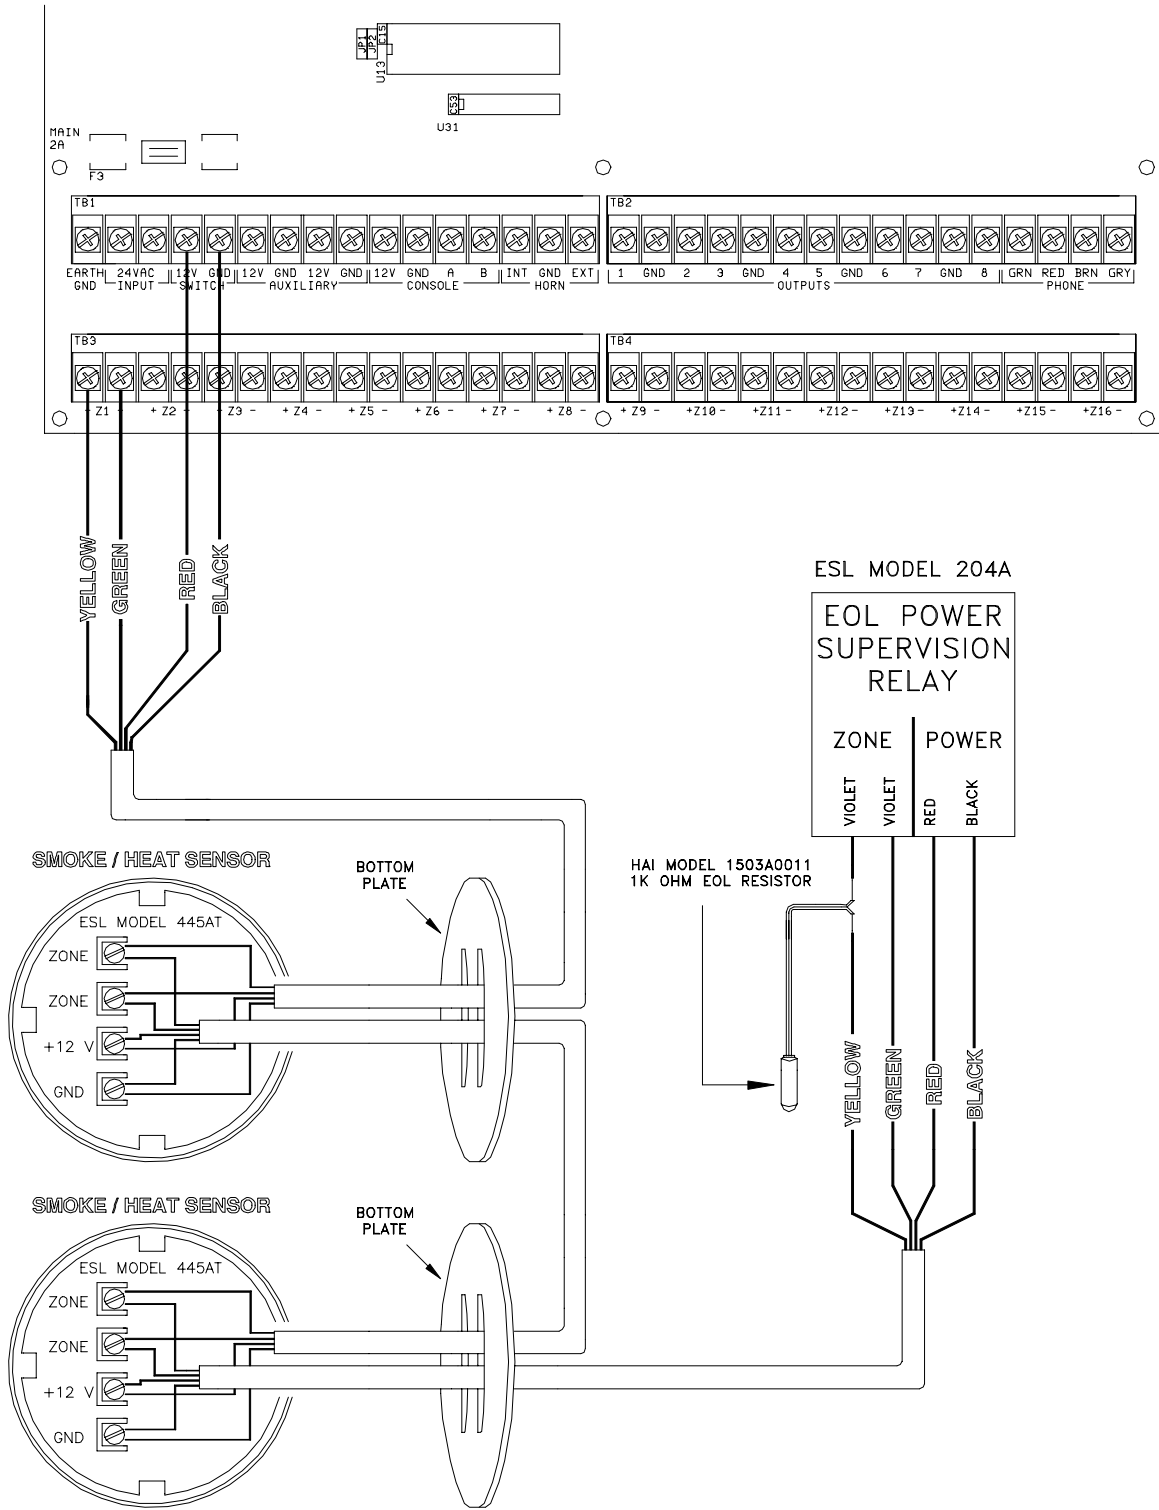 JP1
JP2
C15
U13
C53
U31
MAIN
2A
F3
TB1
EARTH GND 24VAC INPUT 12V GND SWITCH 12V GND 12V GND AUXILIARY 12V GND A B CONSOLE INT GND EXT HORN
TB2
1 GND 2 3 GND 4 5 GND 6 7 GND 8 GRN RED BRN GRY
OUTPUTS PHONE
TB3
+ Z1 - + Z2 - + Z3 - + Z4 - + Z5 - + Z6 - + Z7 - + Z8 -
TB4
+ Z9 - +Z10- +Z11- +Z12- +Z13- +Z14- +Z15- +Z16-
YELLOW
GREEN
RED
BLACK
ESL MODEL 204A
EOL POWER
SUPERVISION
RELAY
ZONE POWER
VIOLET
VIOLET
RED
BLACK
HAI MODEL 1503A0011
1K OHM EOL RESISTOR
YELLOW
GREEN
RED
BLACK
SMOKE / HEAT SENSOR
BOTTOM
PLATE
ESL MODEL 445AT
ZONE
ZONE
+12 V
GND
SMOKE / HEAT SENSOR
BOTTOM
PLATE
ESL MODEL 445AT
ZONE
ZONE
+12 V
GND